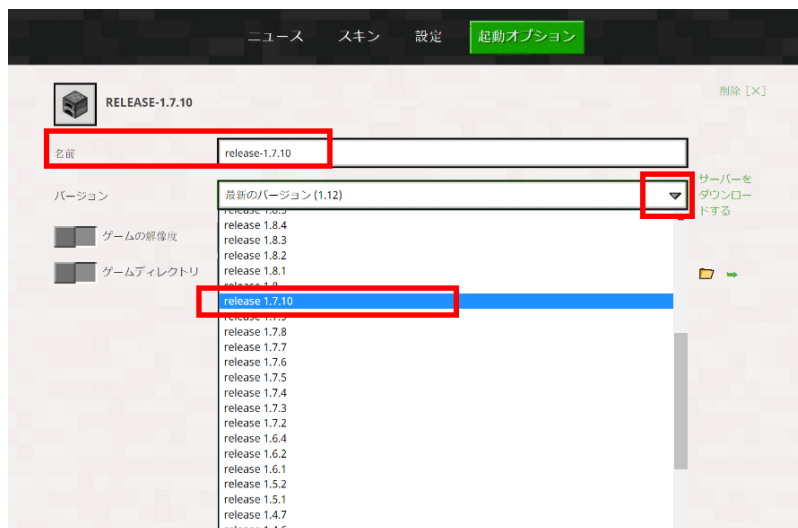 ニュース スキン 設定 起動オプション
RELEASE-1.7.10
削除 [X]
名前
release-1.7.10
バージョン
最新のバージョン (1.12)
サーバーを
ダウンロー
ドする
ゲームの解像度
ゲームディレクトリ
release 1.8.4
release 1.8.3
release 1.8.2
release 1.8.1
release 1.8
release 1.7.10
release 1.7.9
release 1.7.8
release 1.7.7
release 1.7.6
release 1.7.5
release 1.7.4
release 1.7.3
release 1.7.2
release 1.6.4
release 1.6.2
release 1.6.1
release 1.5.2
release 1.5.1
release 1.4.7